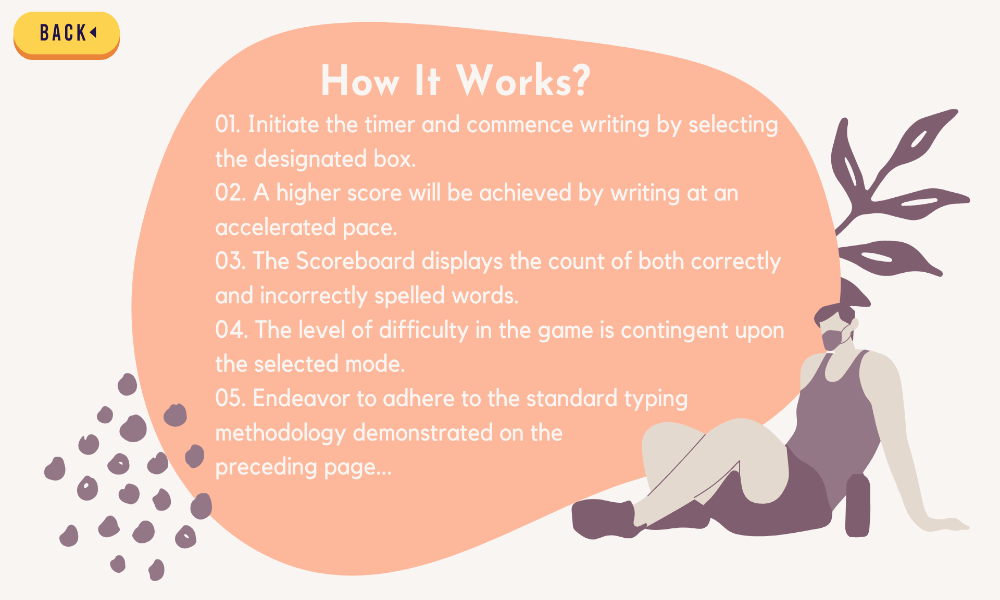 BACK
How It Works?
01. Initiate the timer and commence writing by selecting
the designated box.
02. A higher score will be achieved by writing at an
accelerated pace.
03. The Scoreboard displays the count of both correctly
and incorrectly spelled words.
04. The level of difficulty in the game is contingent upon
the selected mode.
05. Endeavor to adhere to the standard typing
methodology demonstrated on the
preceding page...